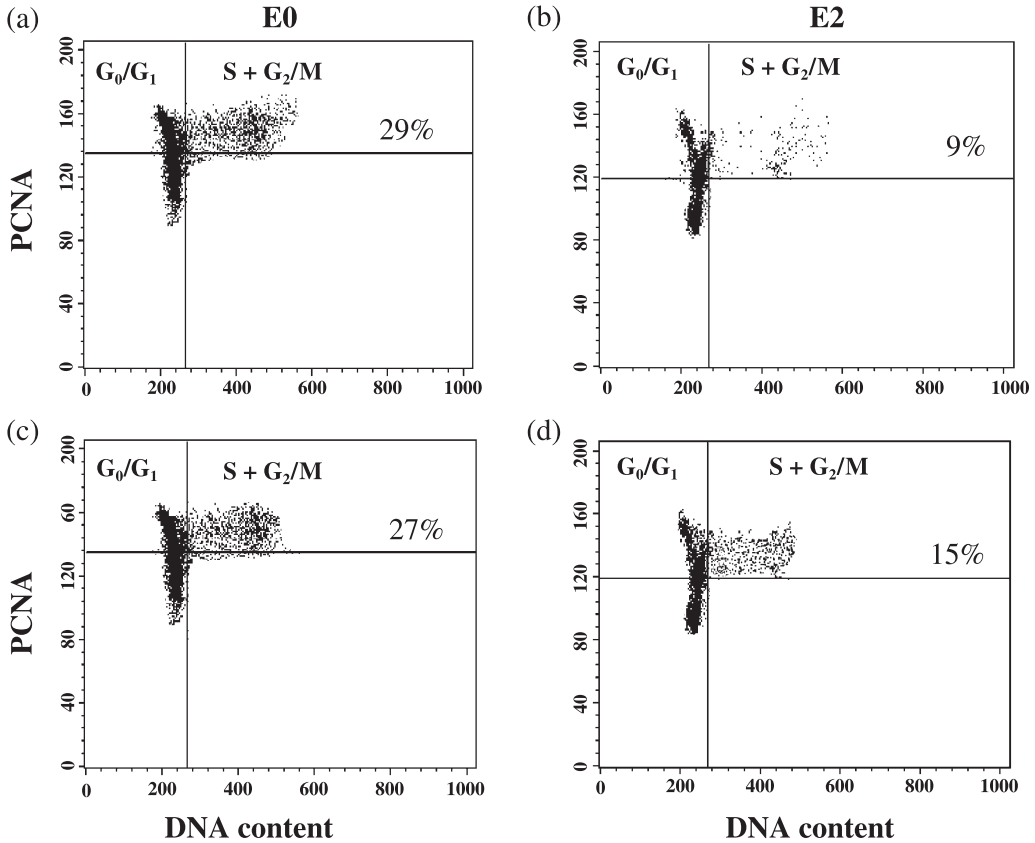 (a) E0 (b) E2
G0/G1 S + G2/M
29%
PCNA
0 40 80 120 160 200
0 200 400 600 800 1000
G0/G1 S + G2/M
9%
0 40 80 120 160 200
0 200 400 600 800 1000
(c) (d)
G0/G1 S + G2/M
27%
PCNA
0 40 80 120 60 200
0 200 400 600 800 1000
DNA content
G0/G1 S + G2/M
15%
0 40 80 120 160 200
0 200 400 600 800 1000
DNA content